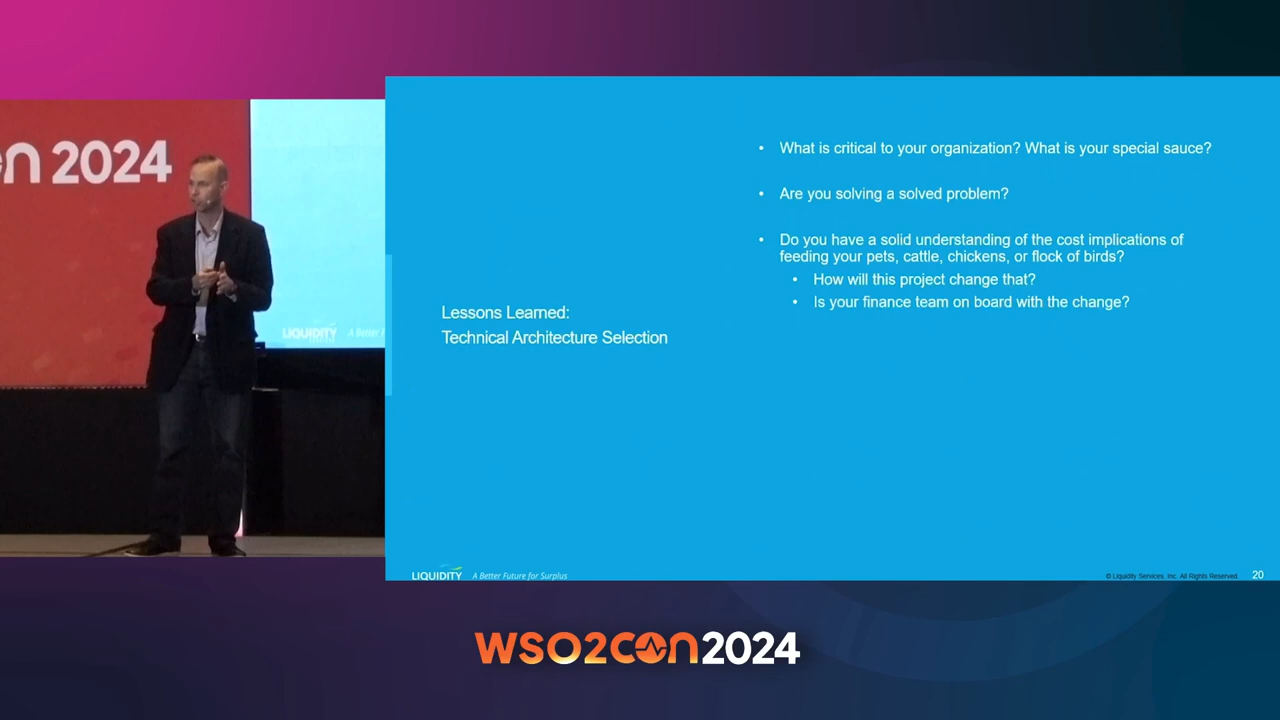 2024
LIQUIDITY
What is critical to your organization? What is your special sauce?
Are you solving a solved problem?
Do you have a solid understanding of the cost implications of
feeding your pets, cattle, chickens, or flock of birds?
How will this project change that?
Is your finance team on board with the change?
Lessons Learned:
Technical Architecture Selection
LIQUIDITY
A Better Future for Surplus
© Liquidity Services, Inc. All Rights Reserved.
20
WSO2CON2024